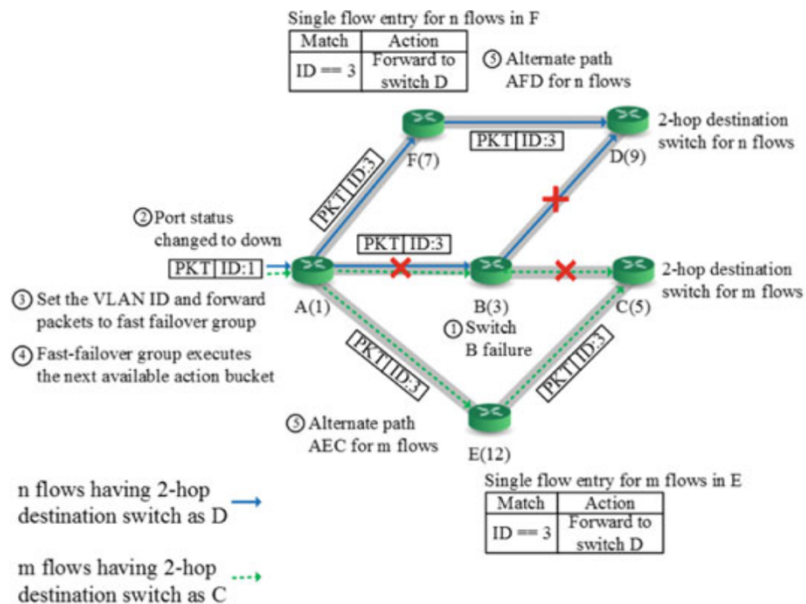 Single flow entry for n flows in F
Match Action
ID == 3 Forward to
switch D
⑤ Alternate path
AFD for n flows
F(7)
PKT ID:3
D(9)
2-hop destination
switch for n flows
PKT ID:3
② Port status
changed to down
PKT ID:1
PKT ID:3
A(1)
B(3)
C(5)
2-hop destination
switch for m flows
③ Set the VLAN ID and forward
packets to fast failover group
① Switch
B failure
④ Fast-failover group executes
the next available action bucket
PKT ID:3
PKT ID:3
⑤ Alternate path
AEC for m flows
E(12)
Single flow entry for m flows in E
Match Action
ID == 3 Forward to
switch D
n flows having 2-hop
destination switch as D
m flows having 2-hop
destination switch as C